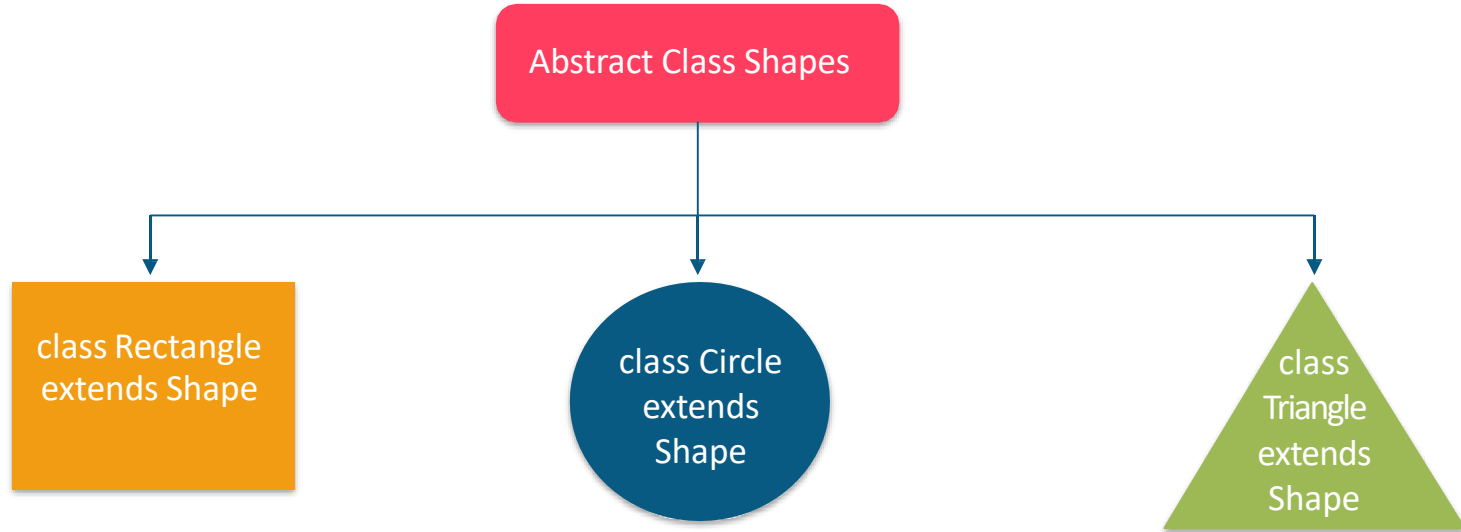 Abstract Class Shapes
class Rectangle
extends Shape
class Circle
extends
Shape
class
Triangle
extends
Shape